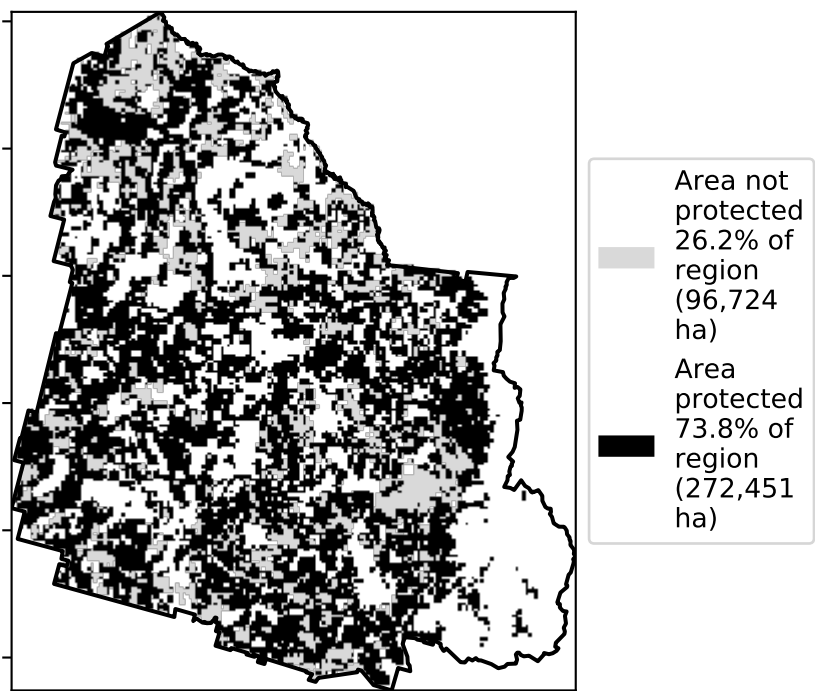 Area not
protected
26.2% of
region
(96,724
ha)
Area
protected
73.8% of
region
(272,451
ha)